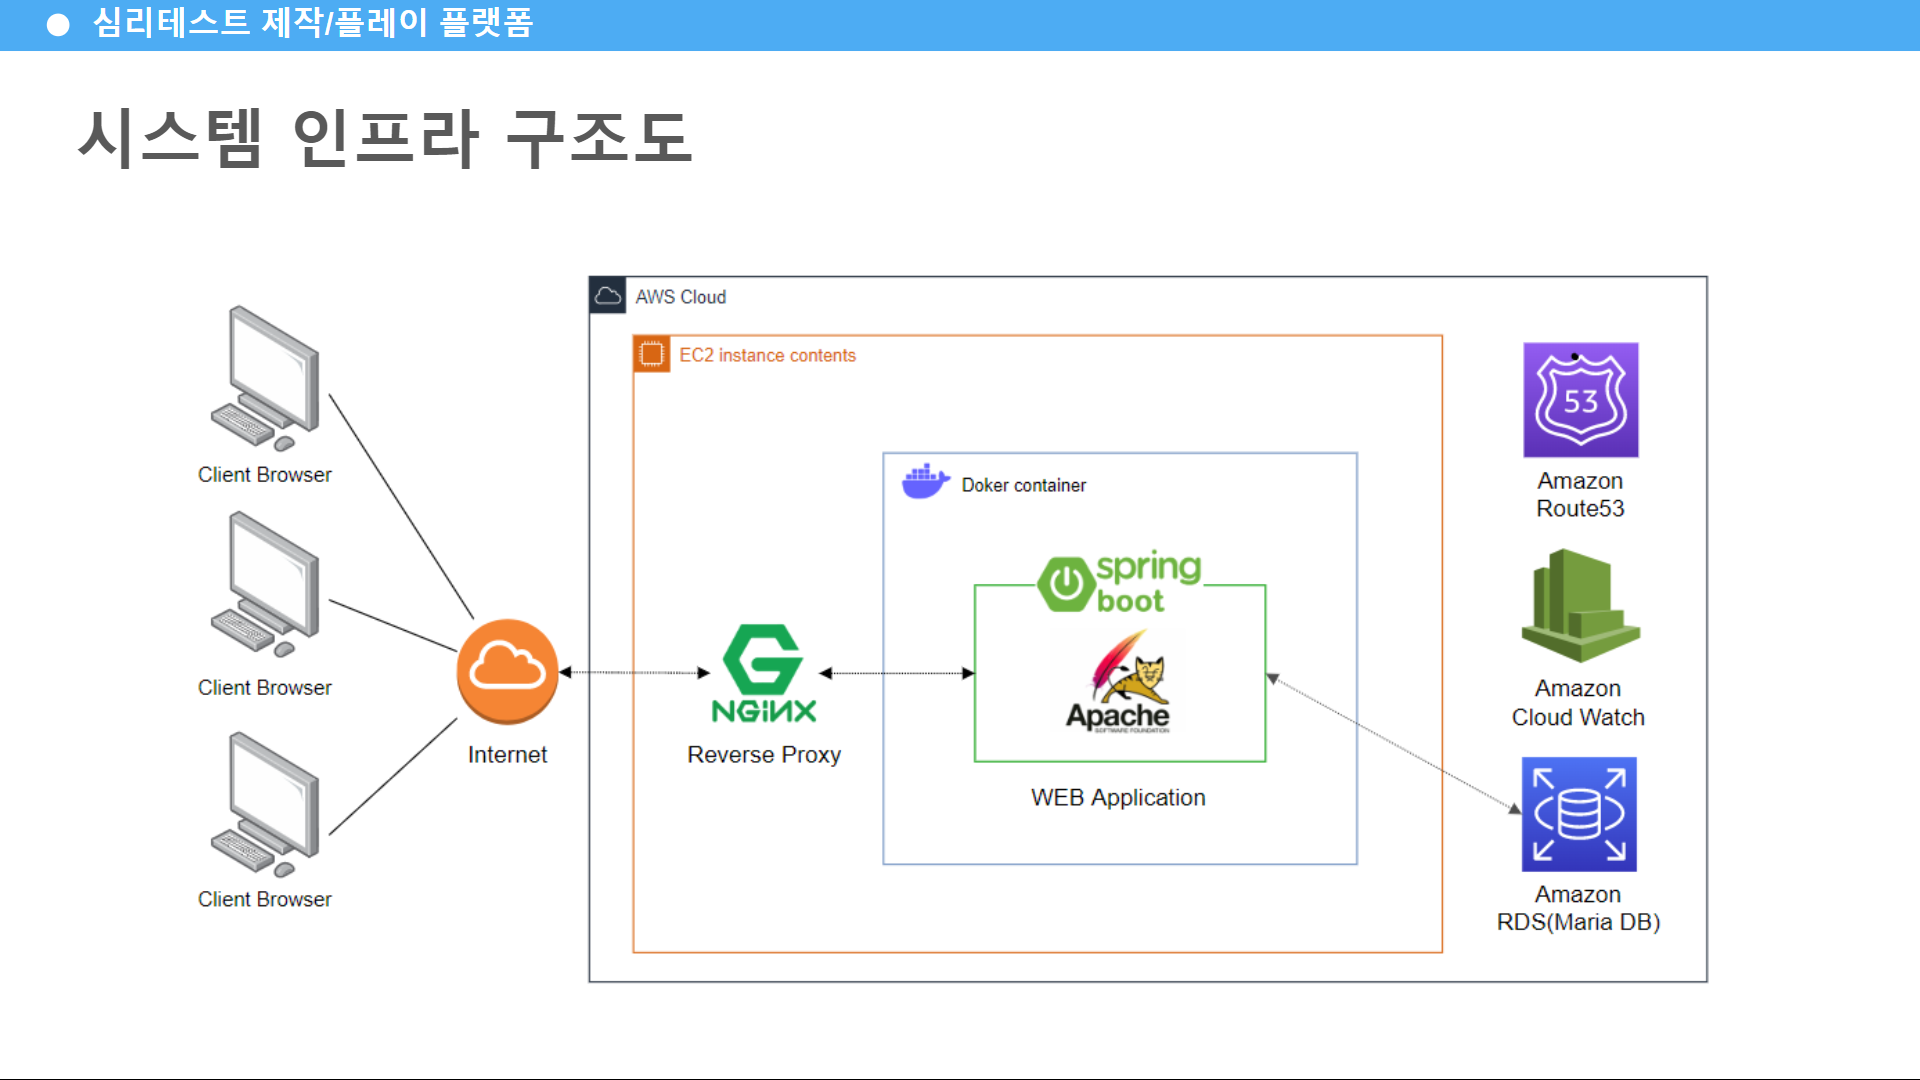 심리테스트 제작/플레이 플랫폼
시스템 인프라 구조도
AWS Cloud
EC2 instance contents
Doker container
spring
boot
Apache
SOFTWARE FOUNDATION
WEB Application
NGiNX
Reverse Proxy
Internet
Client Browser
Client Browser
Client Browser
53
Amazon
Route53
Amazon
Cloud Watch
Amazon
RDS(Maria DB)